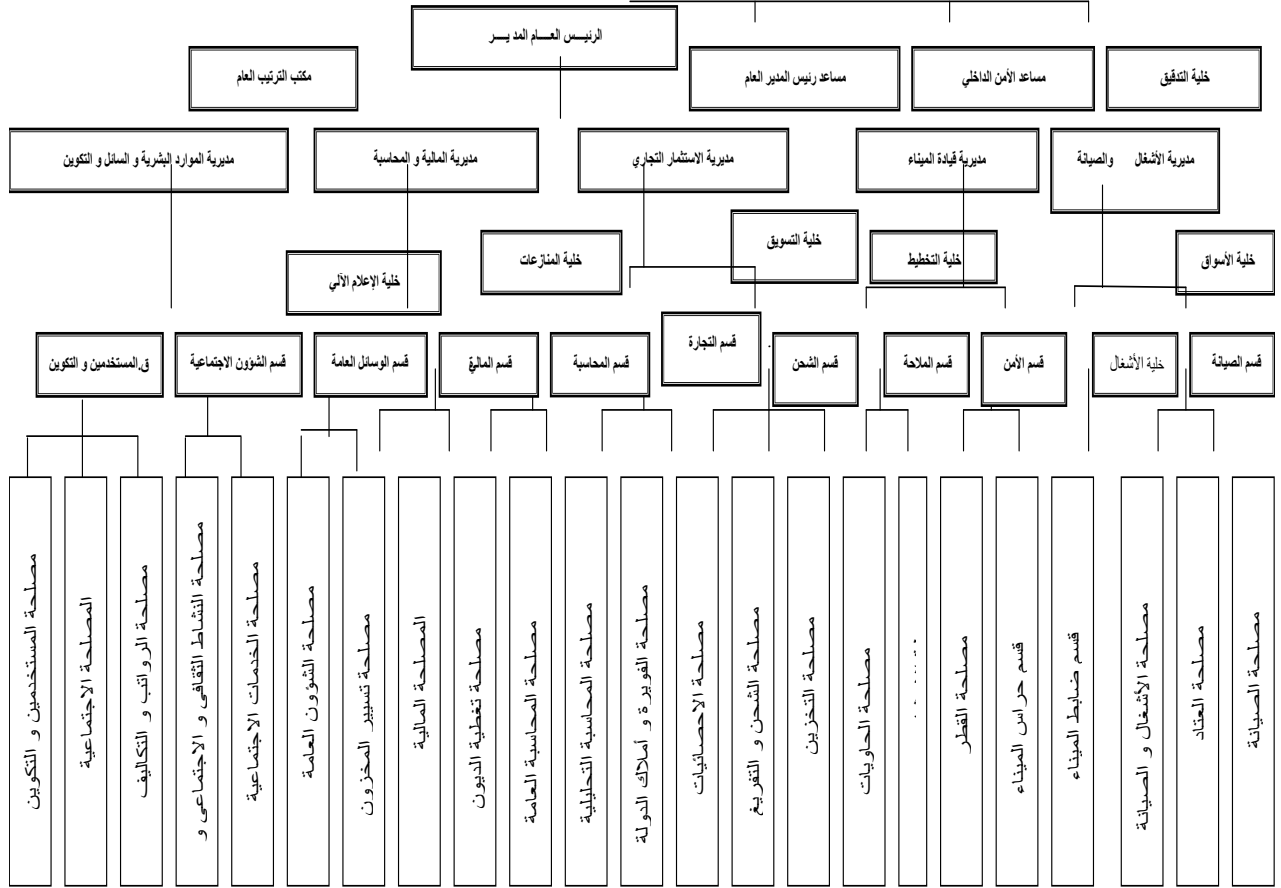 الرئيـــس العــــام المد يـــــر
خلية التدقيق
مساعد الأمن الداخلي
مساعد رئيس المدير العام
مكتب الترتيب العام
مديرية الأشغال والصيانة
مديرية قيادة الميناء
مديرية الاستثمار التجاري
مديرية المالية و المحاسبة
مديرية الموارد البشرية و السائل و التكوين
خلية الأسواق
خلية التخطيط
خلية التسويق
خلية المنازعات
خلية الإعلام الآلي
قسم الصيانة
خلية الأشغال
قسم الأمن
قسم الملاحة
قسم الشحن
قسم التجارة
قسم المحاسبة
قسم المالية
قسم الوسائل العامة
قسم الشؤون الاجتماعية
ق.المستخدمين و التكوين
مصلحة الصيانة
مصلحة العتاد
مصلحة الأشغال و الصيانة
قسم ضابط الميناء
قسم حراس الميناء
مصلحة القطر
مصلحة الحاويات
مصلحة التخزين
مصلحة الشحن و التفريغ
مصلحة الاحصائيات
مصلحة الفويرة و أملاك الدولة
مصلحة المحاسبة التحليلية
مصلحة المحاسبة العامة
مصلحة تغطية الديون
المصلحة المالية
مصلحة تسيير المخزون
مصلحة الشؤون العامة
مصلحة الخدمات الاجتماعية
مصلحة النشاط الثقافي و الاجتماعي و
مصلحة الرواتب و التكاليف
المصلحة الاجتماعية
مصلحة المستخدمين و التكوين